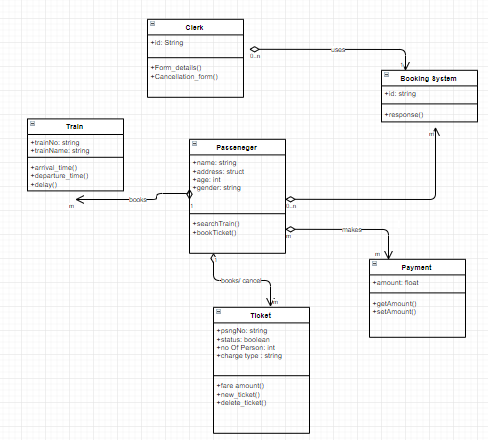 Clerk
+id: String
+Form_details()
+Cancellation_form()
0..n
uses
1
Booking System
+id: string
+response()
m
Train
+trainNo: string
+trainName: string
+arrival_time()
+departure_time()
+delay()
m
books
1
Passeneger
+name: string
+address: struct
+age: int
+gender: string
+searchTrain()
+bookTicket()
0..n
m
makes
m
Payment
+amount: float
+getAmount()
+setAmount()
1
books/ cancel
m
Ticket
+psngNo: string
+status: boolean
+no Of Person: int
+charge type : string
+fare amount()
+new_ticket()
+delete_ticket()